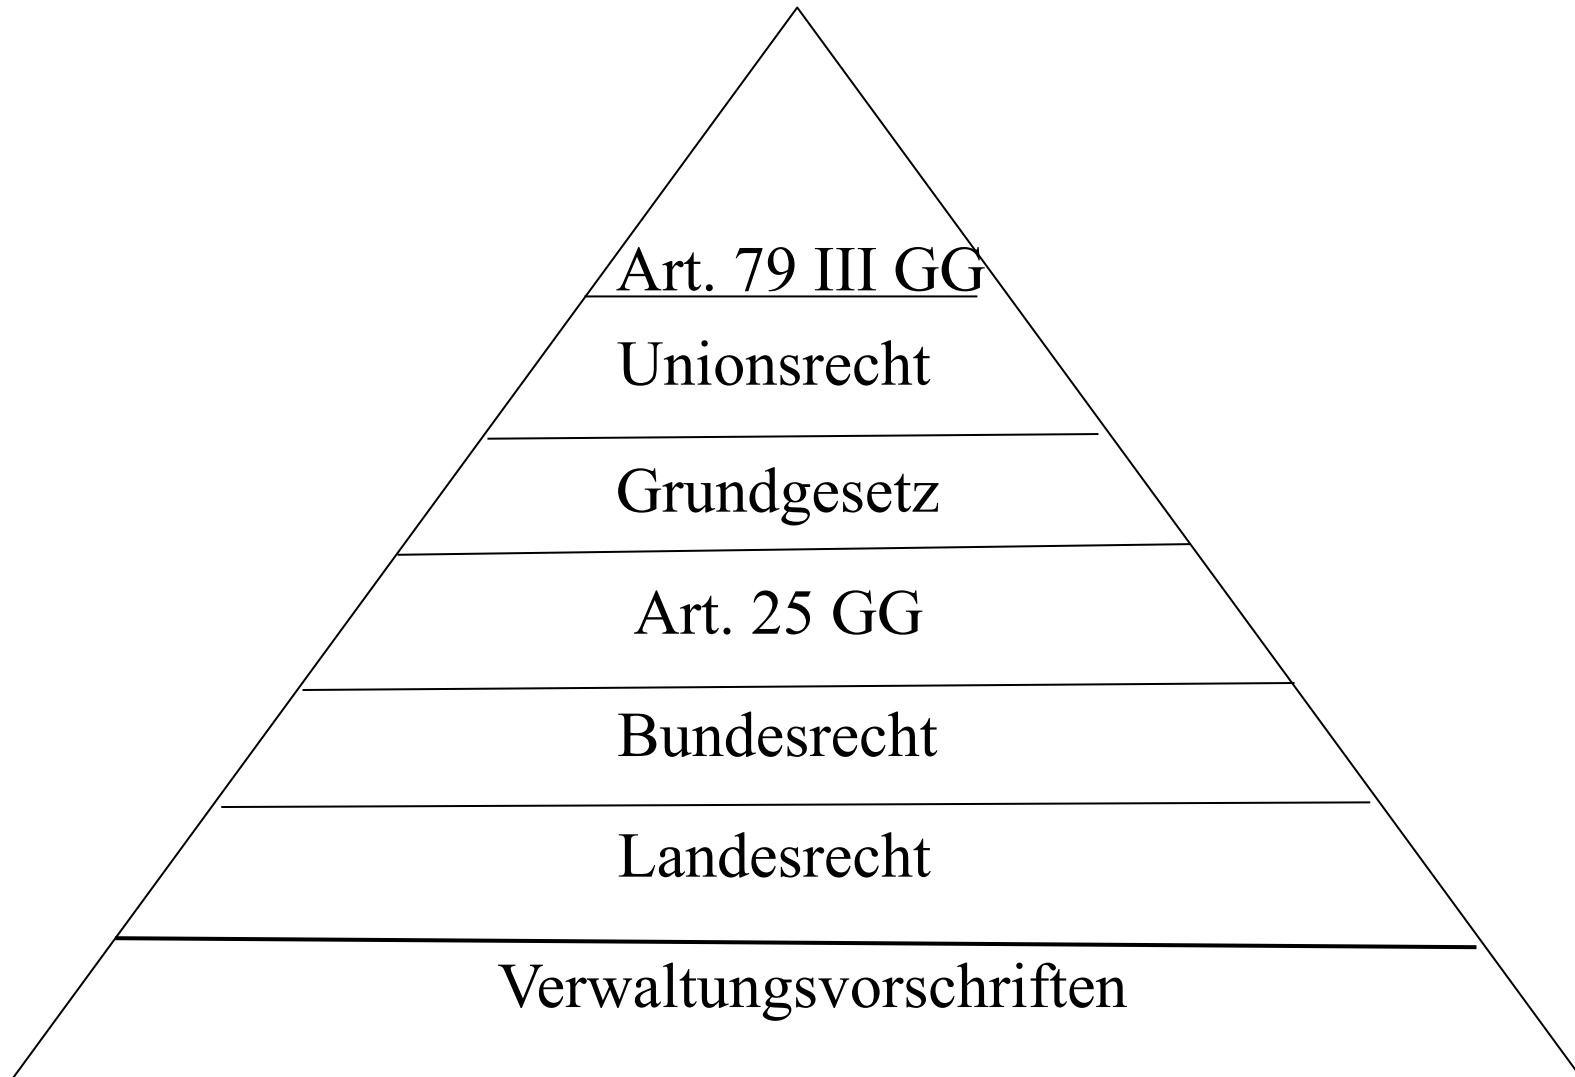 Art. 79 III GG
Unionsrecht
Grundgesetz
Art. 25 GG
Bundesrecht
Landesrecht
Verwaltungsvorschriften